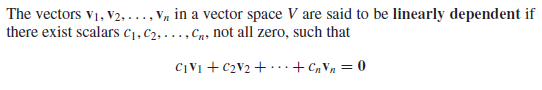 The vectors v₁, v₂, . . . , vₙ in a vector space V are said to be linearly dependent if
there exist scalars c₁, c₂, . . . , cₙ, not all zero, such that
c₁v₁ + c₂v₂ + · · · + cₙvₙ = 0